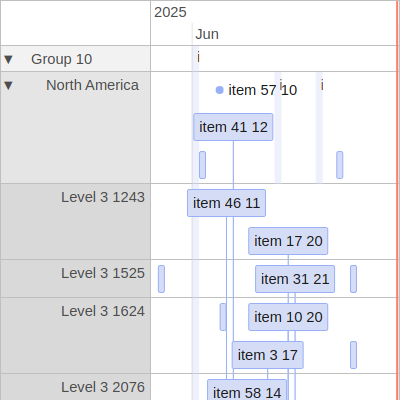 2025
Jun
▼ Group 10
i
▼ North America
item 57 10
i
i
item 41 12
Level 3 1243
item 46 11
item 17 20
Level 3 1525
item 31 21
Level 3 1624
item 10 20
item 3 17
Level 3 2076
item 58 14